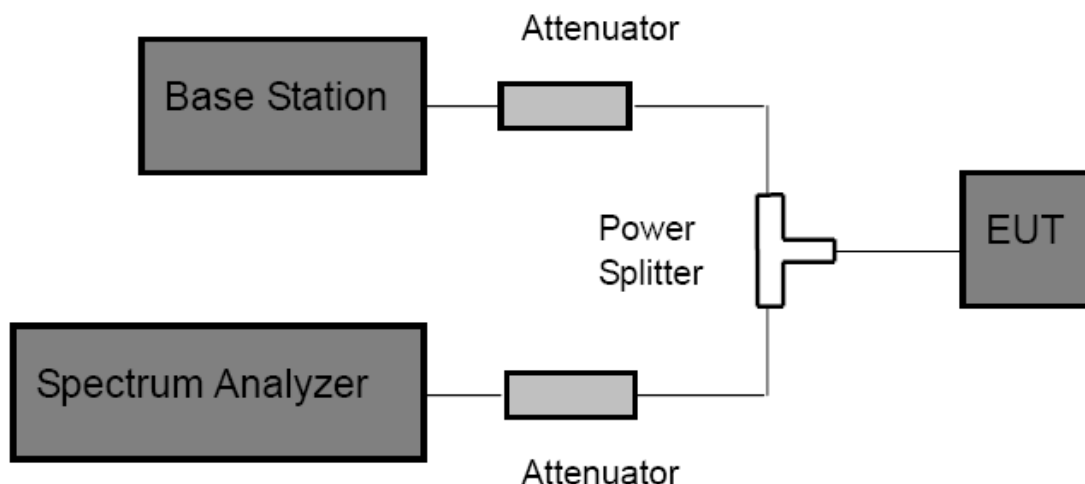 Attenuator
Base Station
Power
Splitter
EUT
Spectrum Analyzer
Attenuator